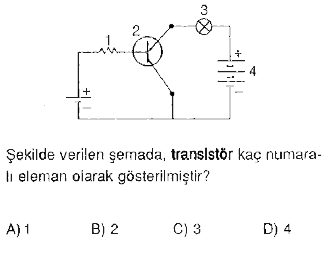 3
2
1
+
4
−
+
−
Şekilde verilen şemada, transistör kaç numara-
lı eleman olarak gösterilmiştir?
A) 1 B) 2 C) 3 D) 4